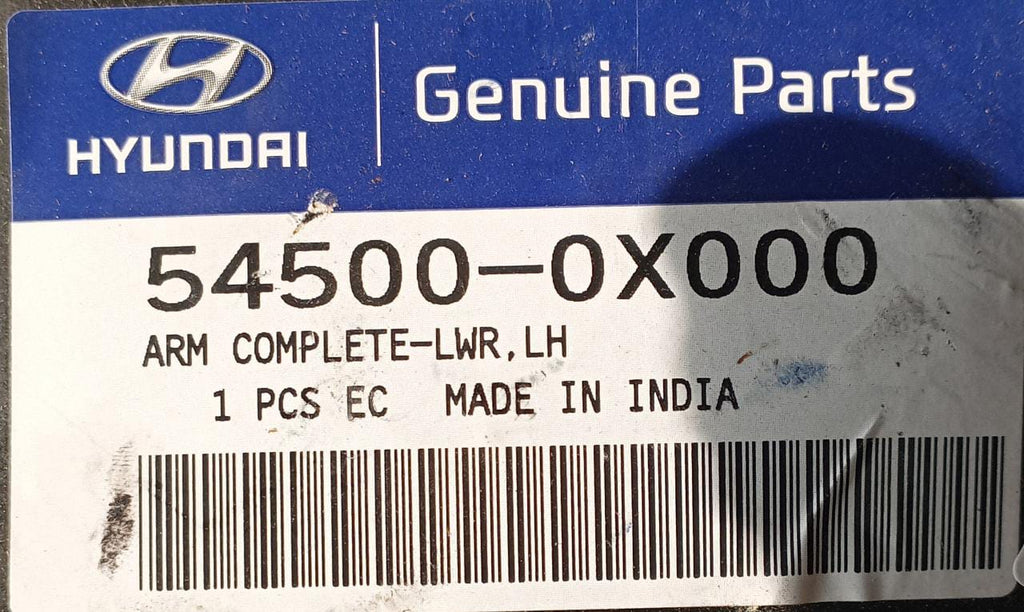 HYUNDAI
Genuine Parts
54500-0X000
ARM COMPLETE-LWR,LH
1 PCS EC MADE IN INDIA